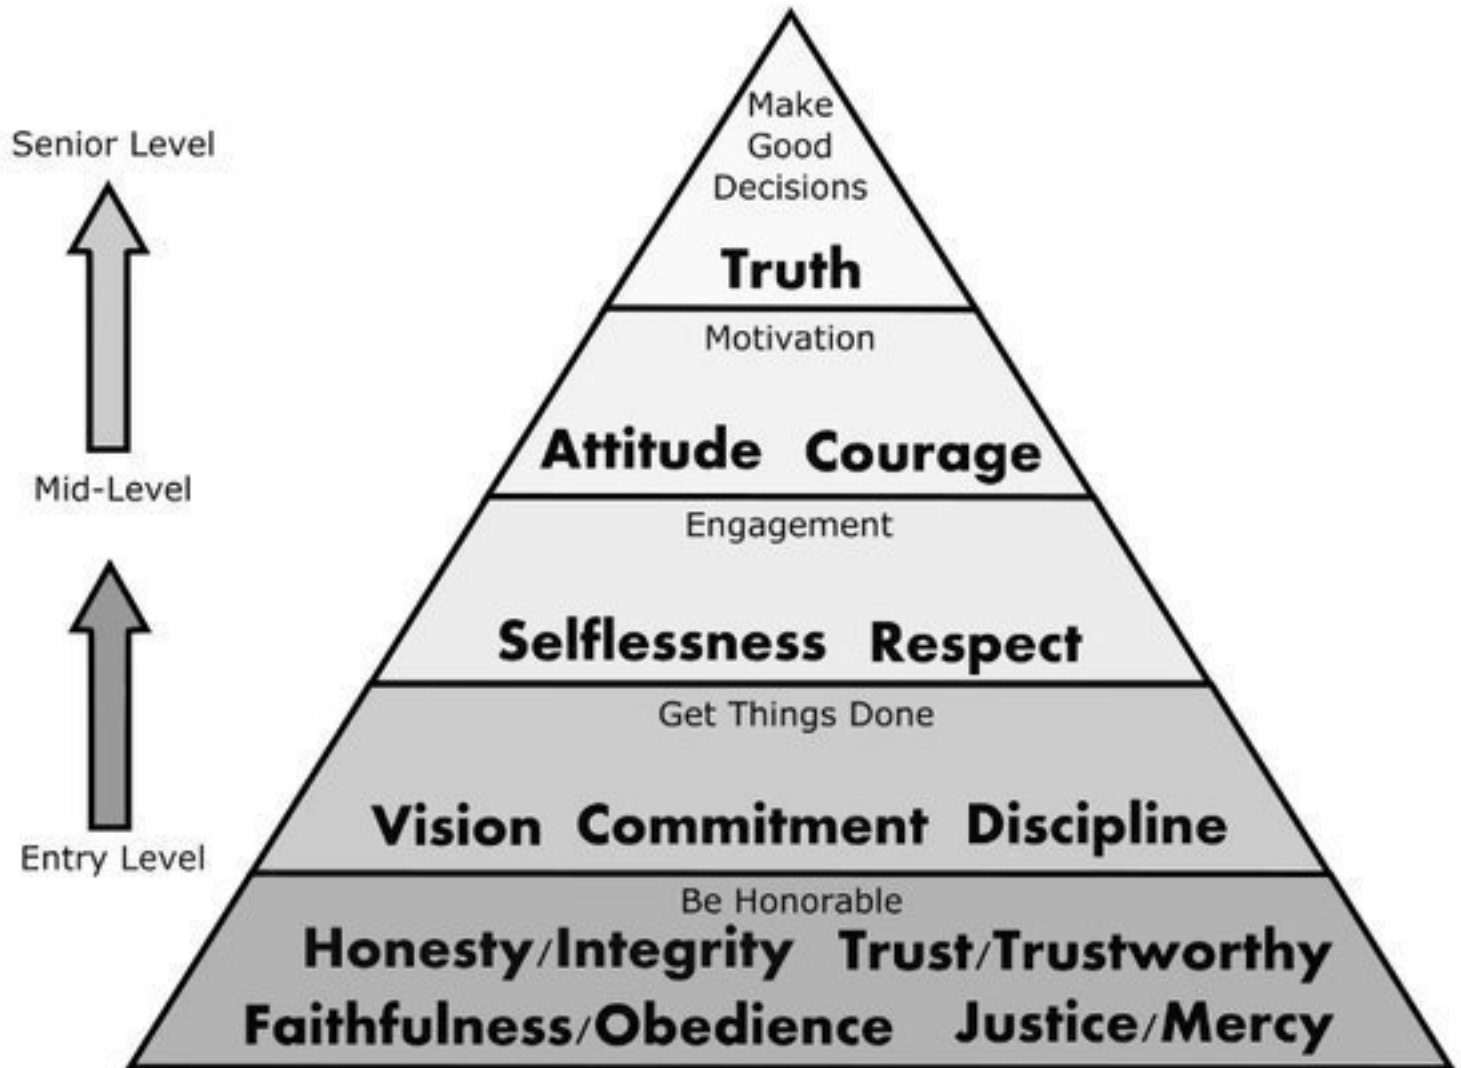 Make
Good
Decisions
Senior Level
Truth
Motivation
Attitude Courage
Mid-Level
Engagement
Selflessness Respect
Get Things Done
Vision Commitment Discipline
Entry Level
Be Honorable
Honesty/Integrity Trust/Trustworthy
Faithfulness/Obedience Justice/Mercy